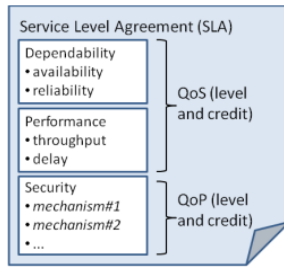 Service Level Agreement (SLA)
Dependability
• availability
• reliability
QoS (level
and credit)
Performance
• throughput
• delay
Security
• mechanism#1
• mechanism#2
• ...
QoP (level
and credit)